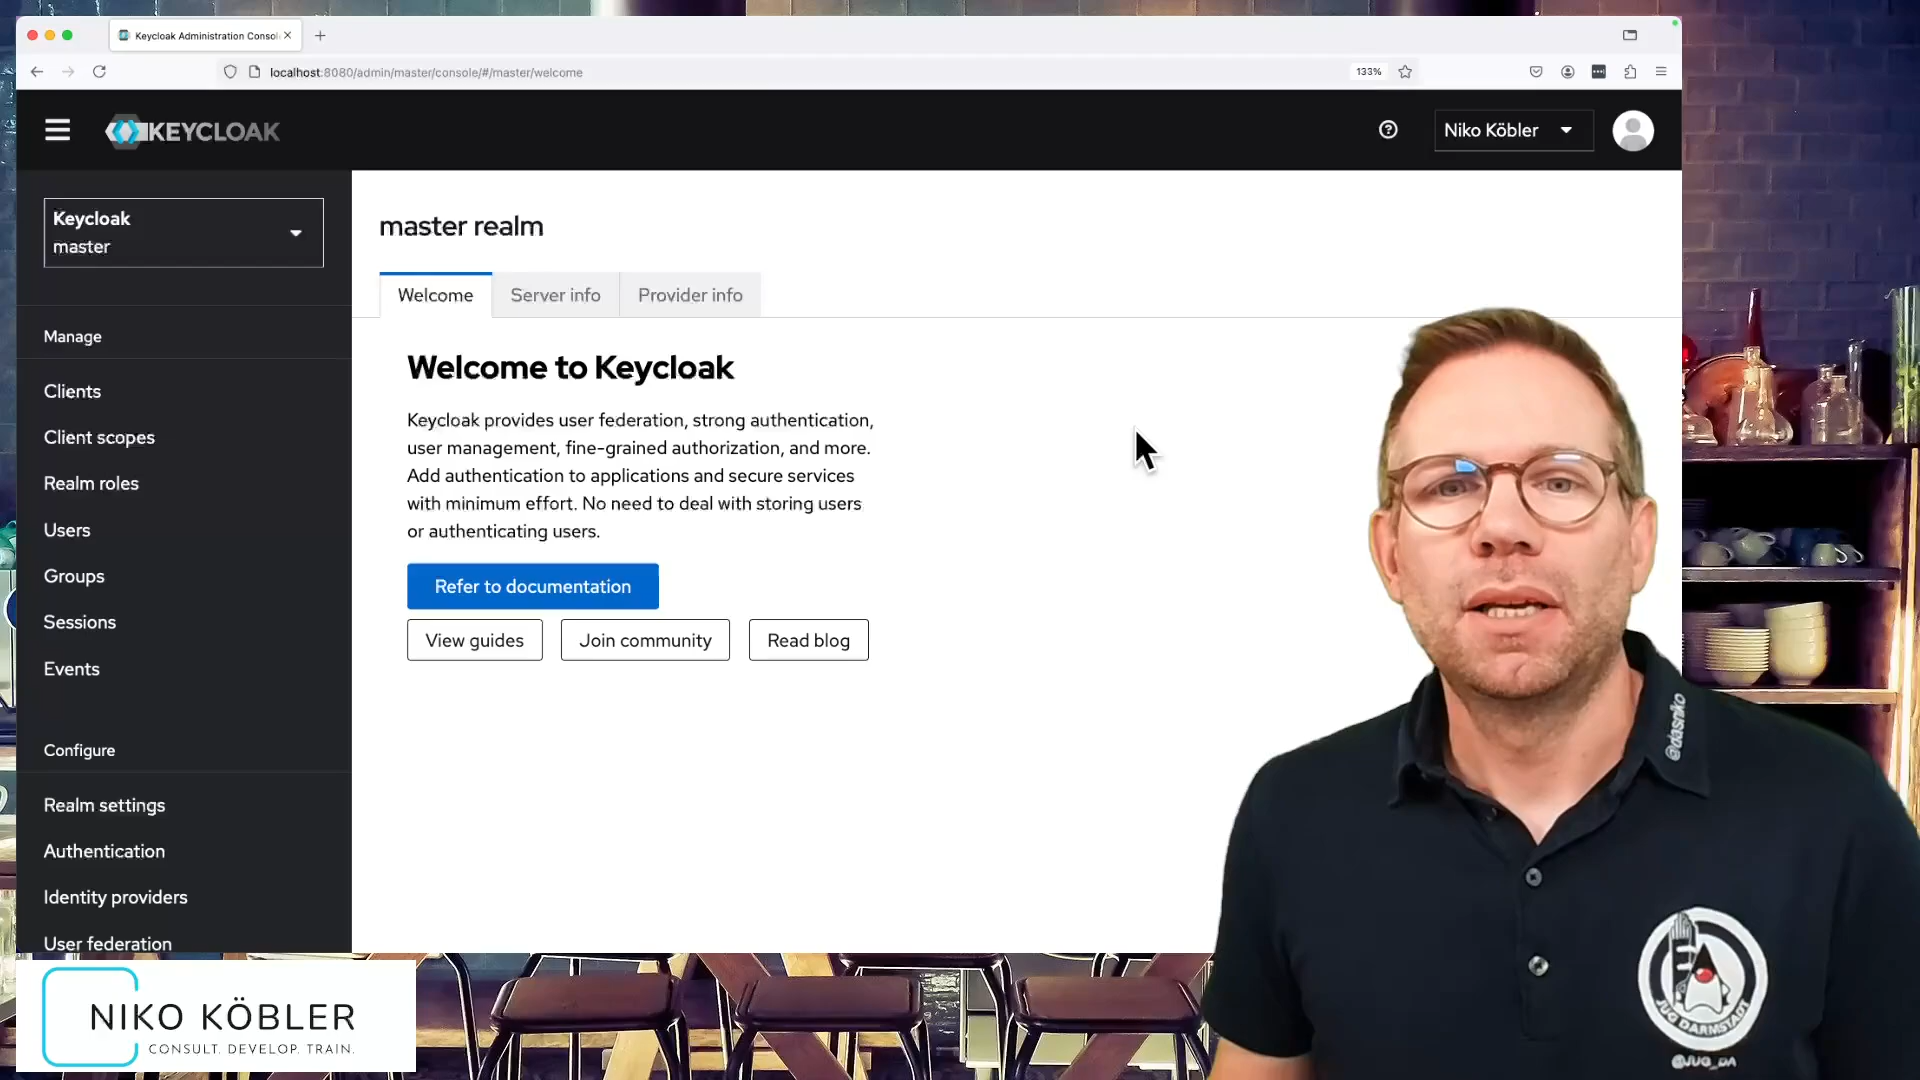 Keycloak Administration Consol
localhost:8080/admin/master/console/#/master/welcome
133%
KEYCLOAK
Niko Köbler
Keycloak
master
Manage
Clients
Client scopes
Realm roles
Users
Groups
Sessions
Events
Configure
Realm settings
Authentication
Identity providers
User federation
master realm
Welcome
Server info
Provider info
Welcome to Keycloak
Keycloak provides user federation, strong authentication,
user management, fine-grained authorization, and more.
Add authentication to applications and secure services
with minimum effort. No need to deal with storing users
or authenticating users.
Refer to documentation
View guides
Join community
Read blog
@dasniko
JUG DARMSTADT
@JUG_DA
NIKO KÖBLER
CONSULT. DEVELOP. TRAIN.